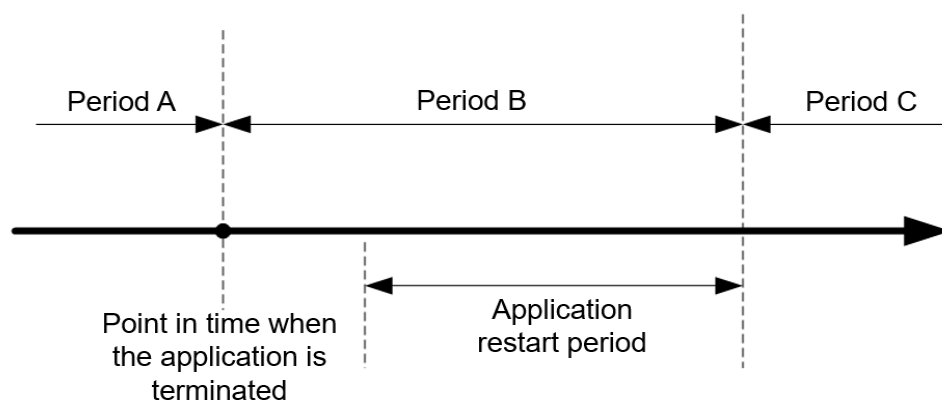 Period A
Period B
Period C
Point in time when
the application is
terminated
Application
restart period